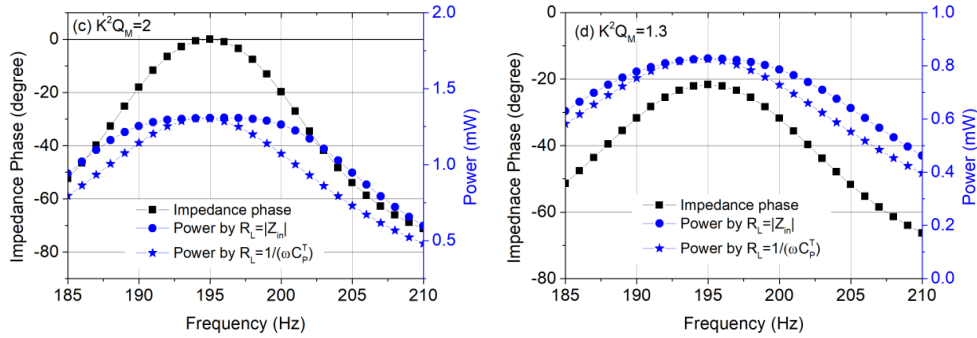 (c) K²Q_M=2
Impedance Phase (degree)
0
-20
-40
-60
-80
2.0
1.5
1.0
0.5
Power (mW)
Impedance phase
Power by R_L=|Z_in|
Power by R_L=1/(ωC_P^T)
185 190 195 200 205 210
Frequency (Hz)
(d) K²Q_M=1.3
Impednace Phase (degree)
0
-20
-40
-60
-80
1.0
0.8
0.6
0.4
0.2
0.0
Power (mW)
Impedance phase
Power by R_L=|Z_in|
Power by R_L=1/(ωC_P^T)
185 190 195 200 205 210
Frequency (Hz)